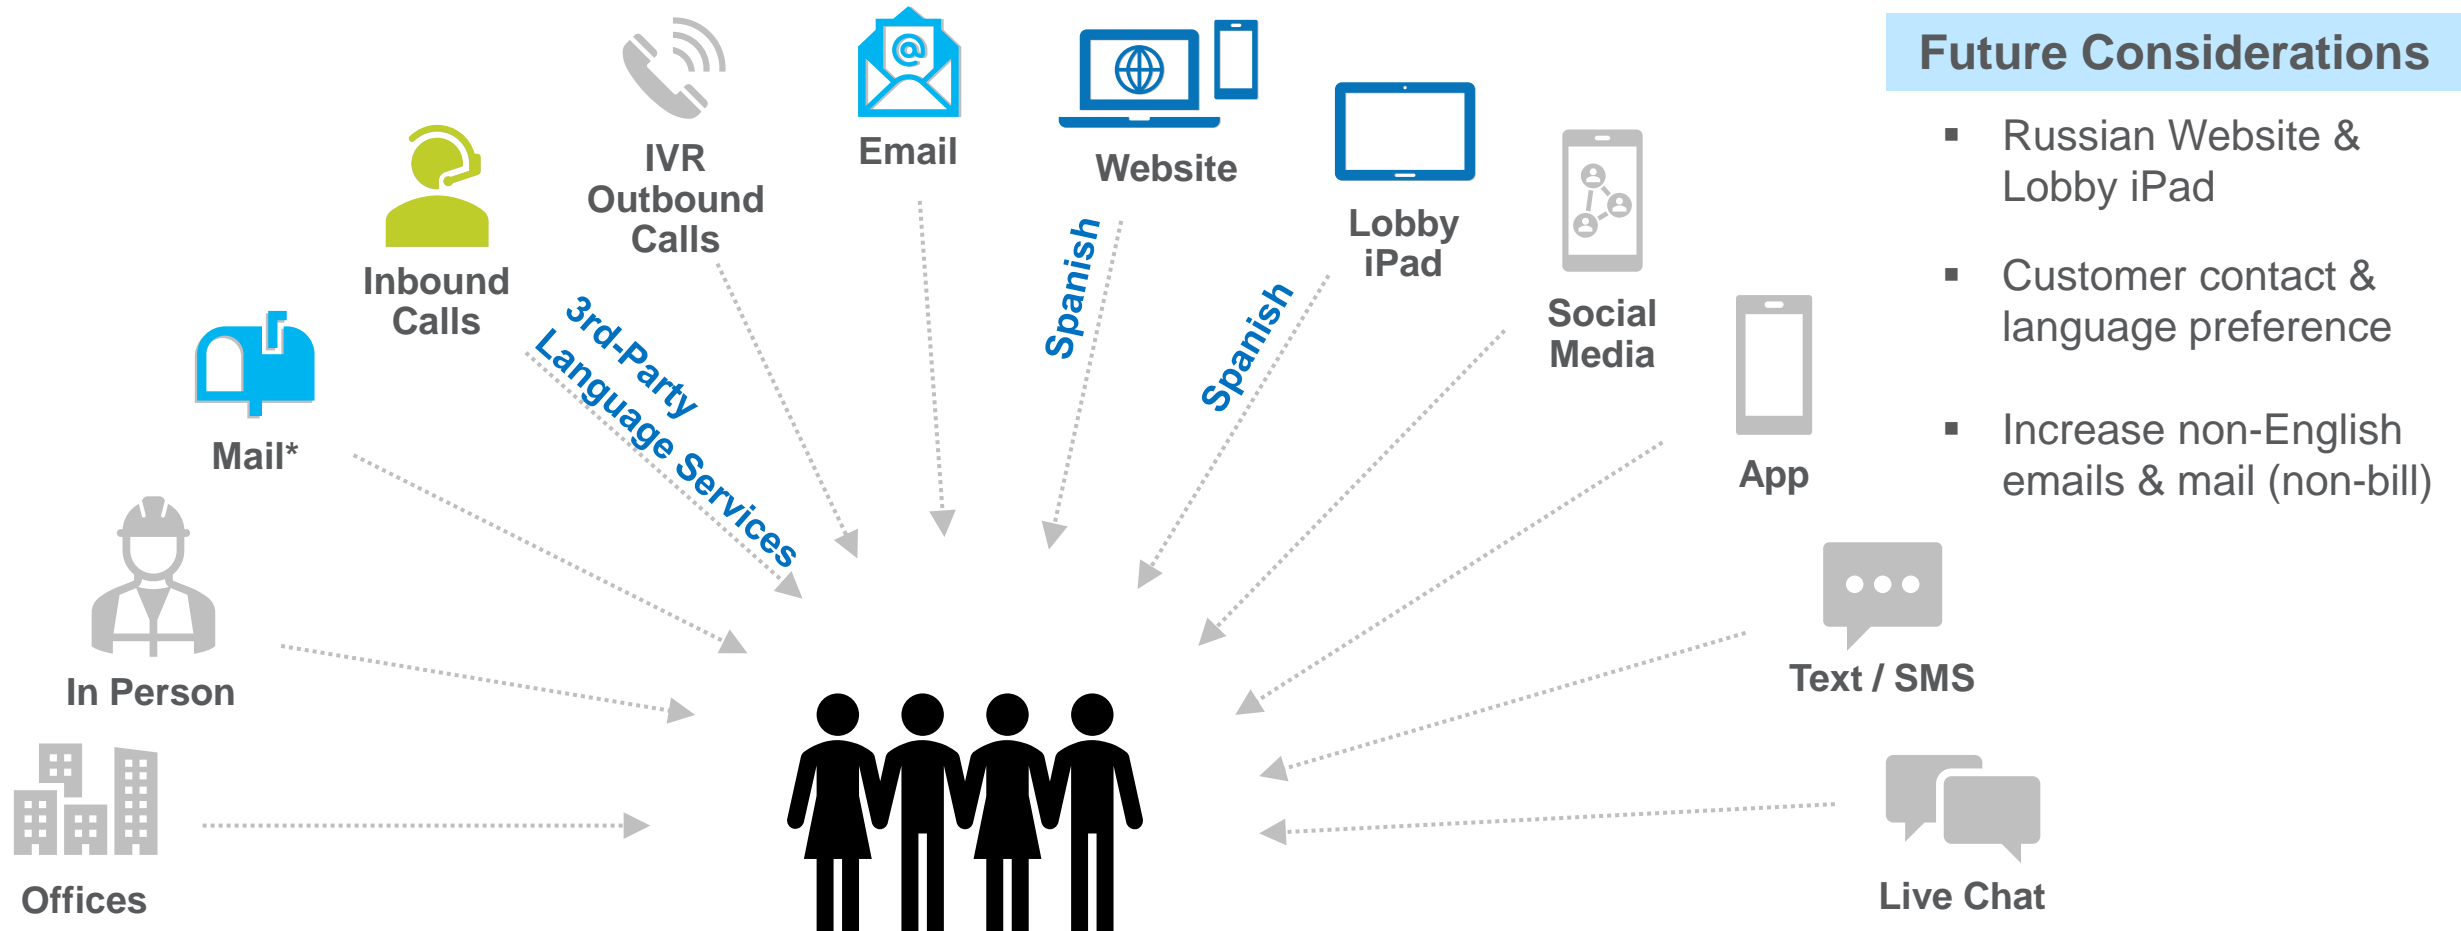 Future Considerations
▪ Russian Website &
Lobby iPad
▪ Customer contact &
language preference
▪ Increase non-English
emails & mail (non-bill)
Offices
In Person
Mail*
Inbound
Calls
3rd-Party
Language Services
IVR
Outbound
Calls
Email
Website
Spanish
Lobby
iPad
Spanish
Social
Media
App
Text / SMS
Live Chat
@